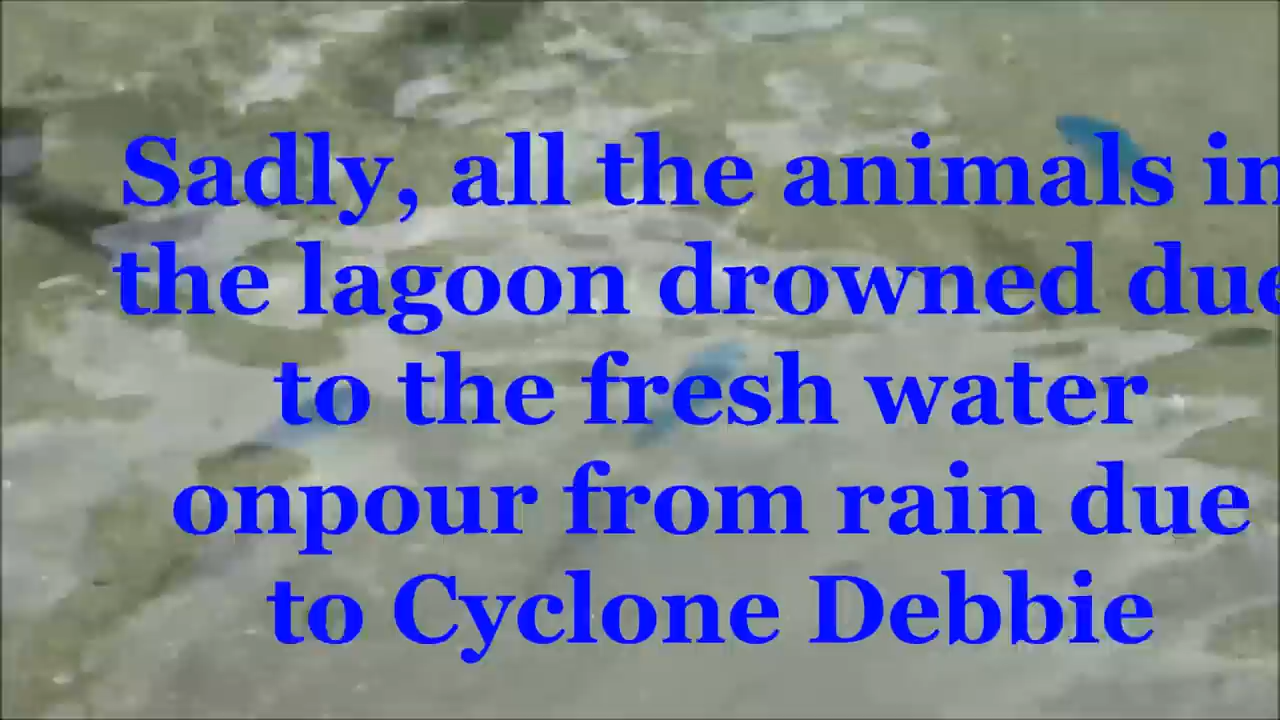 Sadly, all the animals in
the lagoon drowned due
to the fresh water
onpour from rain due
to Cyclone Debbie